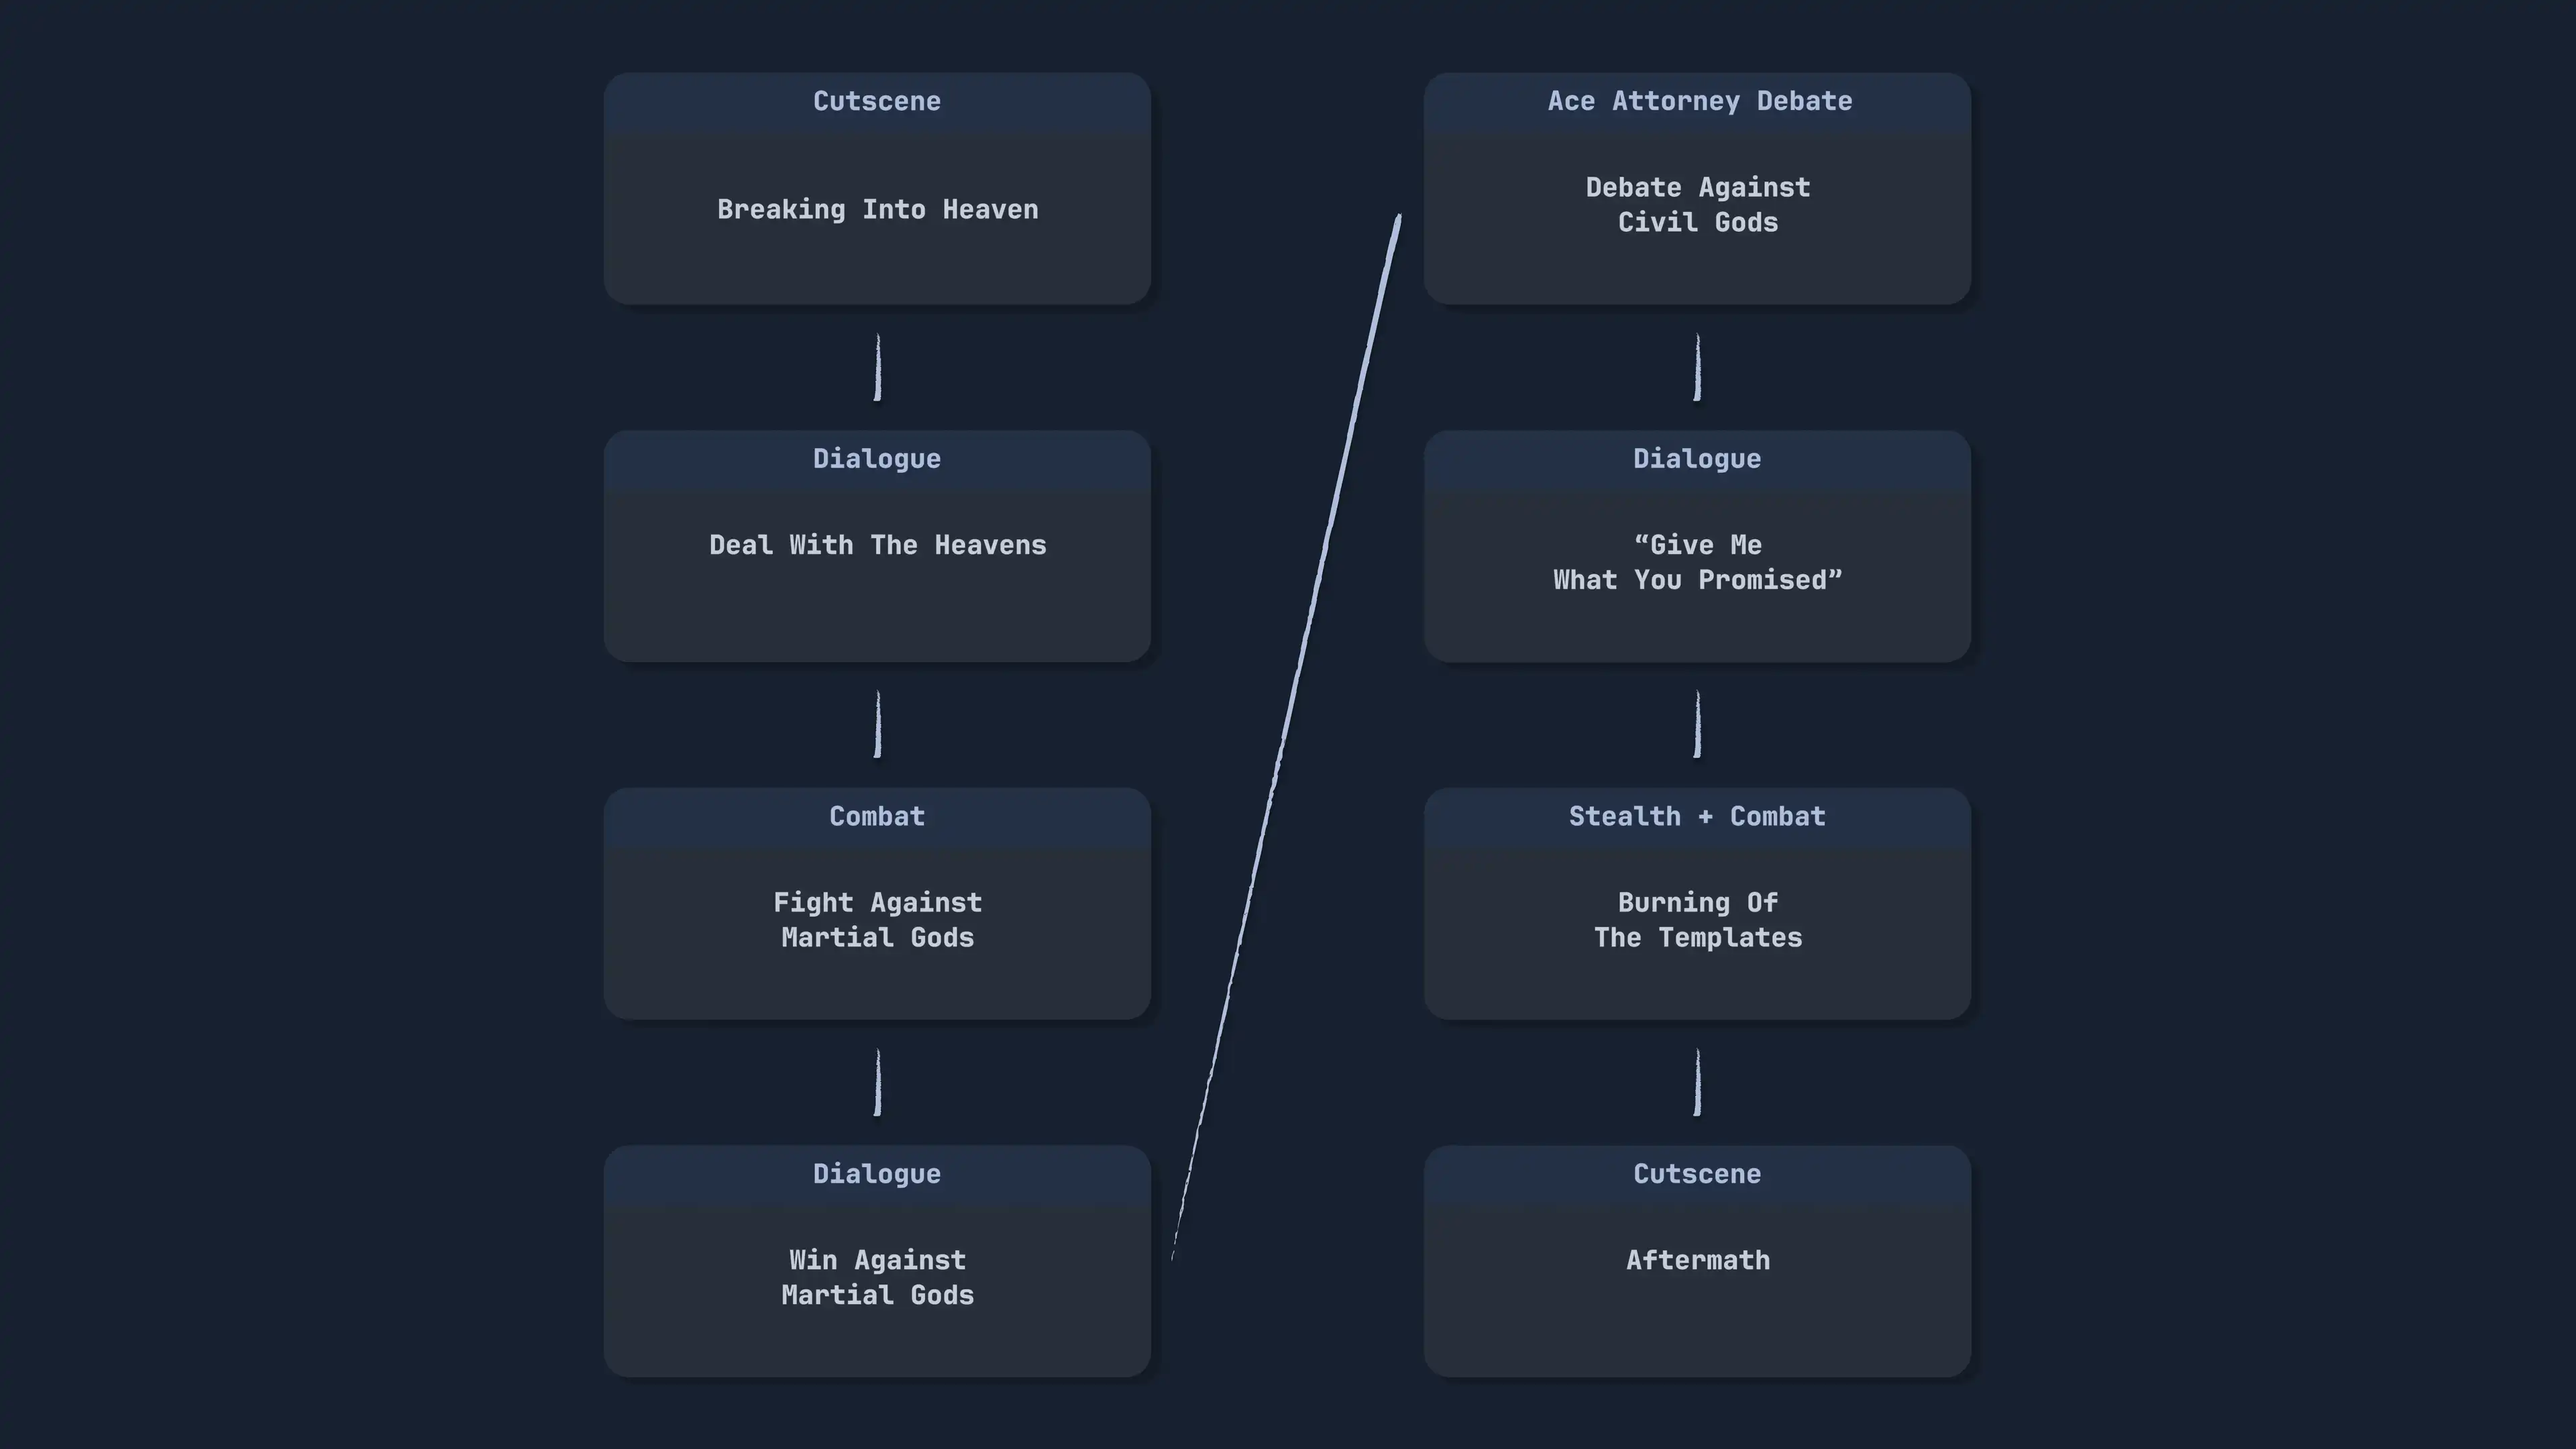 Cutscene
Breaking Into Heaven
Dialogue
Deal With The Heavens
Combat
Fight Against
Martial Gods
Dialogue
Win Against
Martial Gods
Ace Attorney Debate
Debate Against
Civil Gods
Dialogue
“Give Me
What You Promised”
Stealth + Combat
Burning Of
The Templates
Cutscene
Aftermath